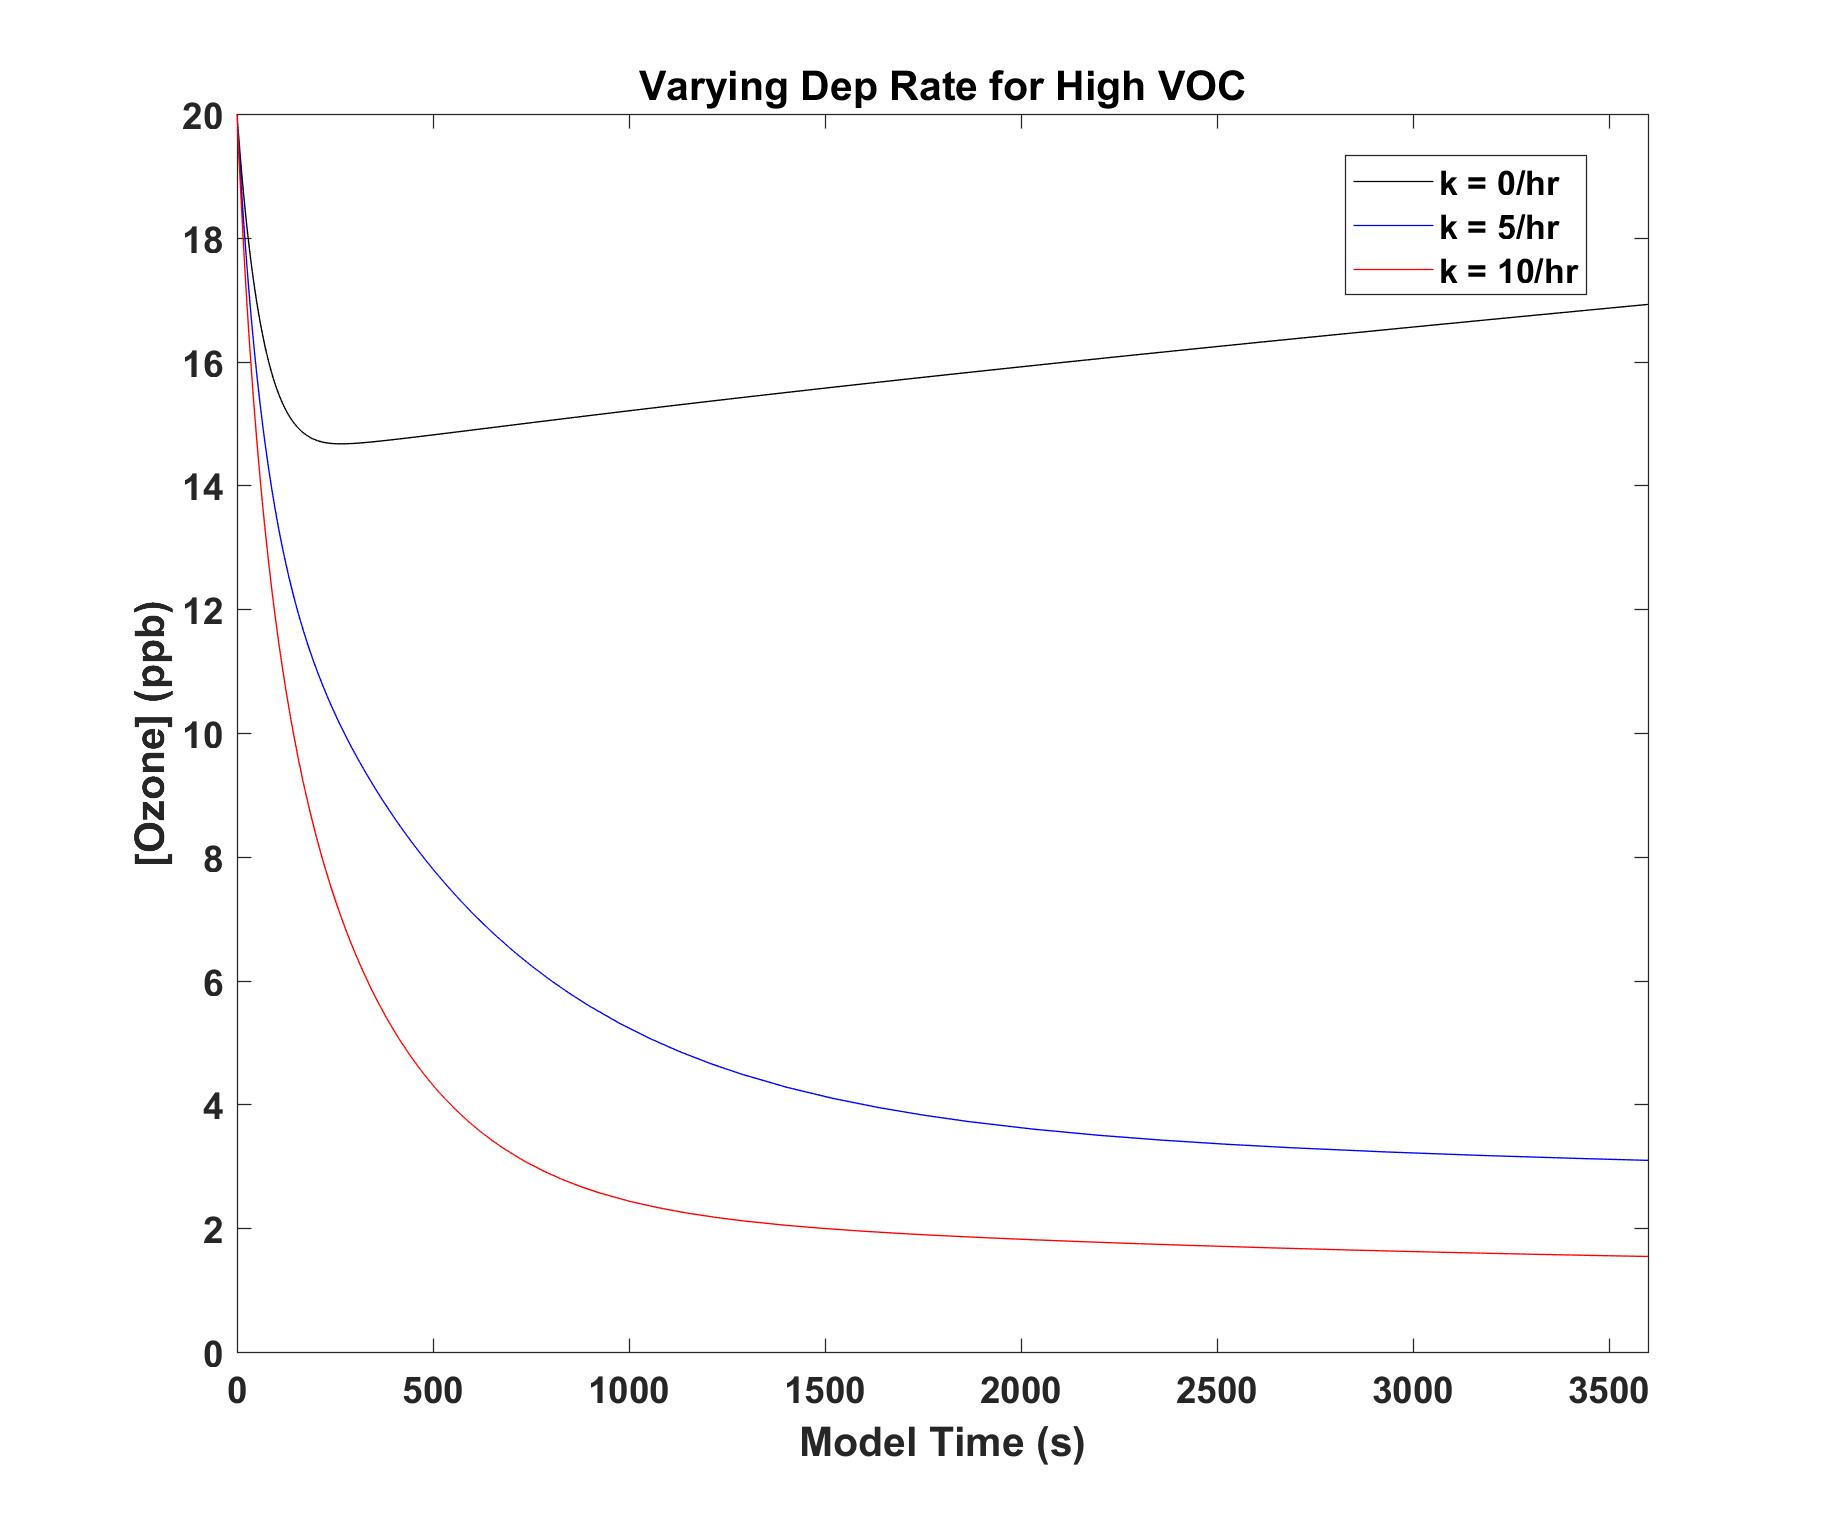 Varying Dep Rate for High VOC
20
18
16
14
12
10
8
6
4
2
0
[Ozone] (ppb)
k = 0/hr
k = 5/hr
k = 10/hr
0 500 1000 1500 2000 2500 3000 3500
Model Time (s)